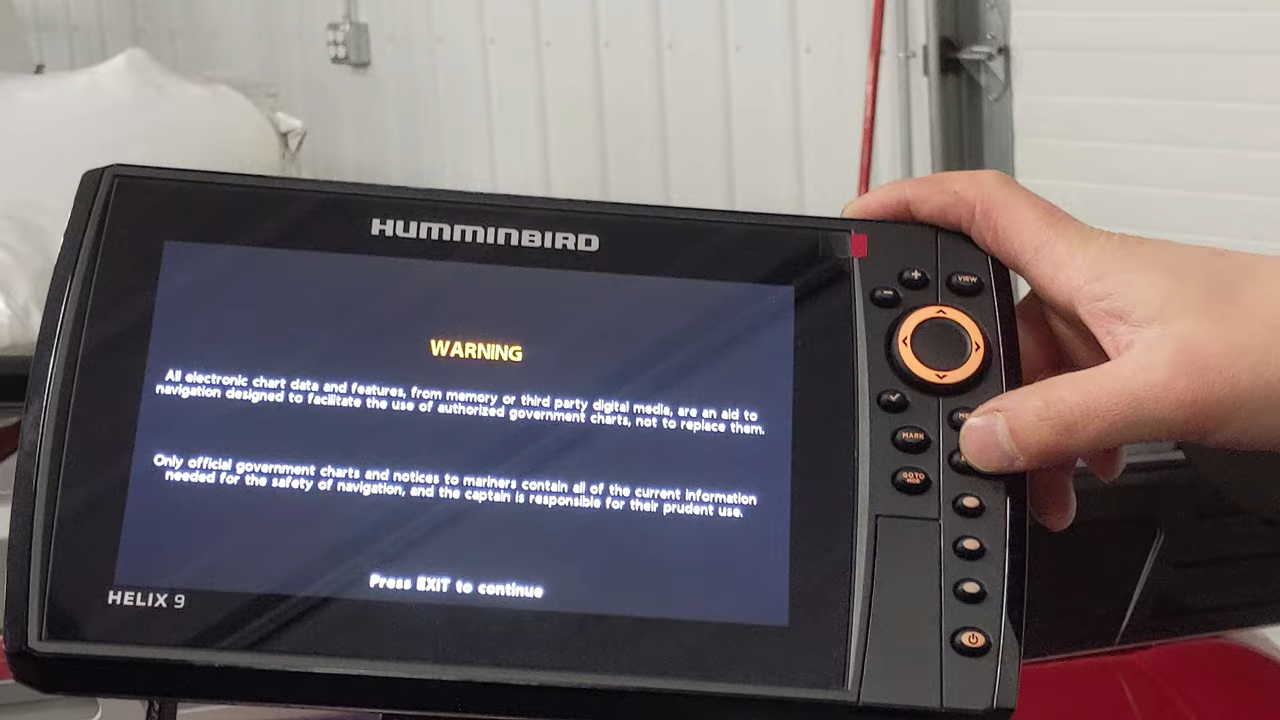 HUMMINBIRD
WARNING
All electronic chart data and features, from memory or third party digital media, are an aid to
navigation designed to facilitate the use of authorized government charts, not to replace them.
Only official government charts and notices to mariners contain all of the current information
needed for the safety of navigation, and the captain is responsible for their prudent use.
Press EXIT to continue
HELIX 9
+
-
VIEW
MARK
GOTO
MOB